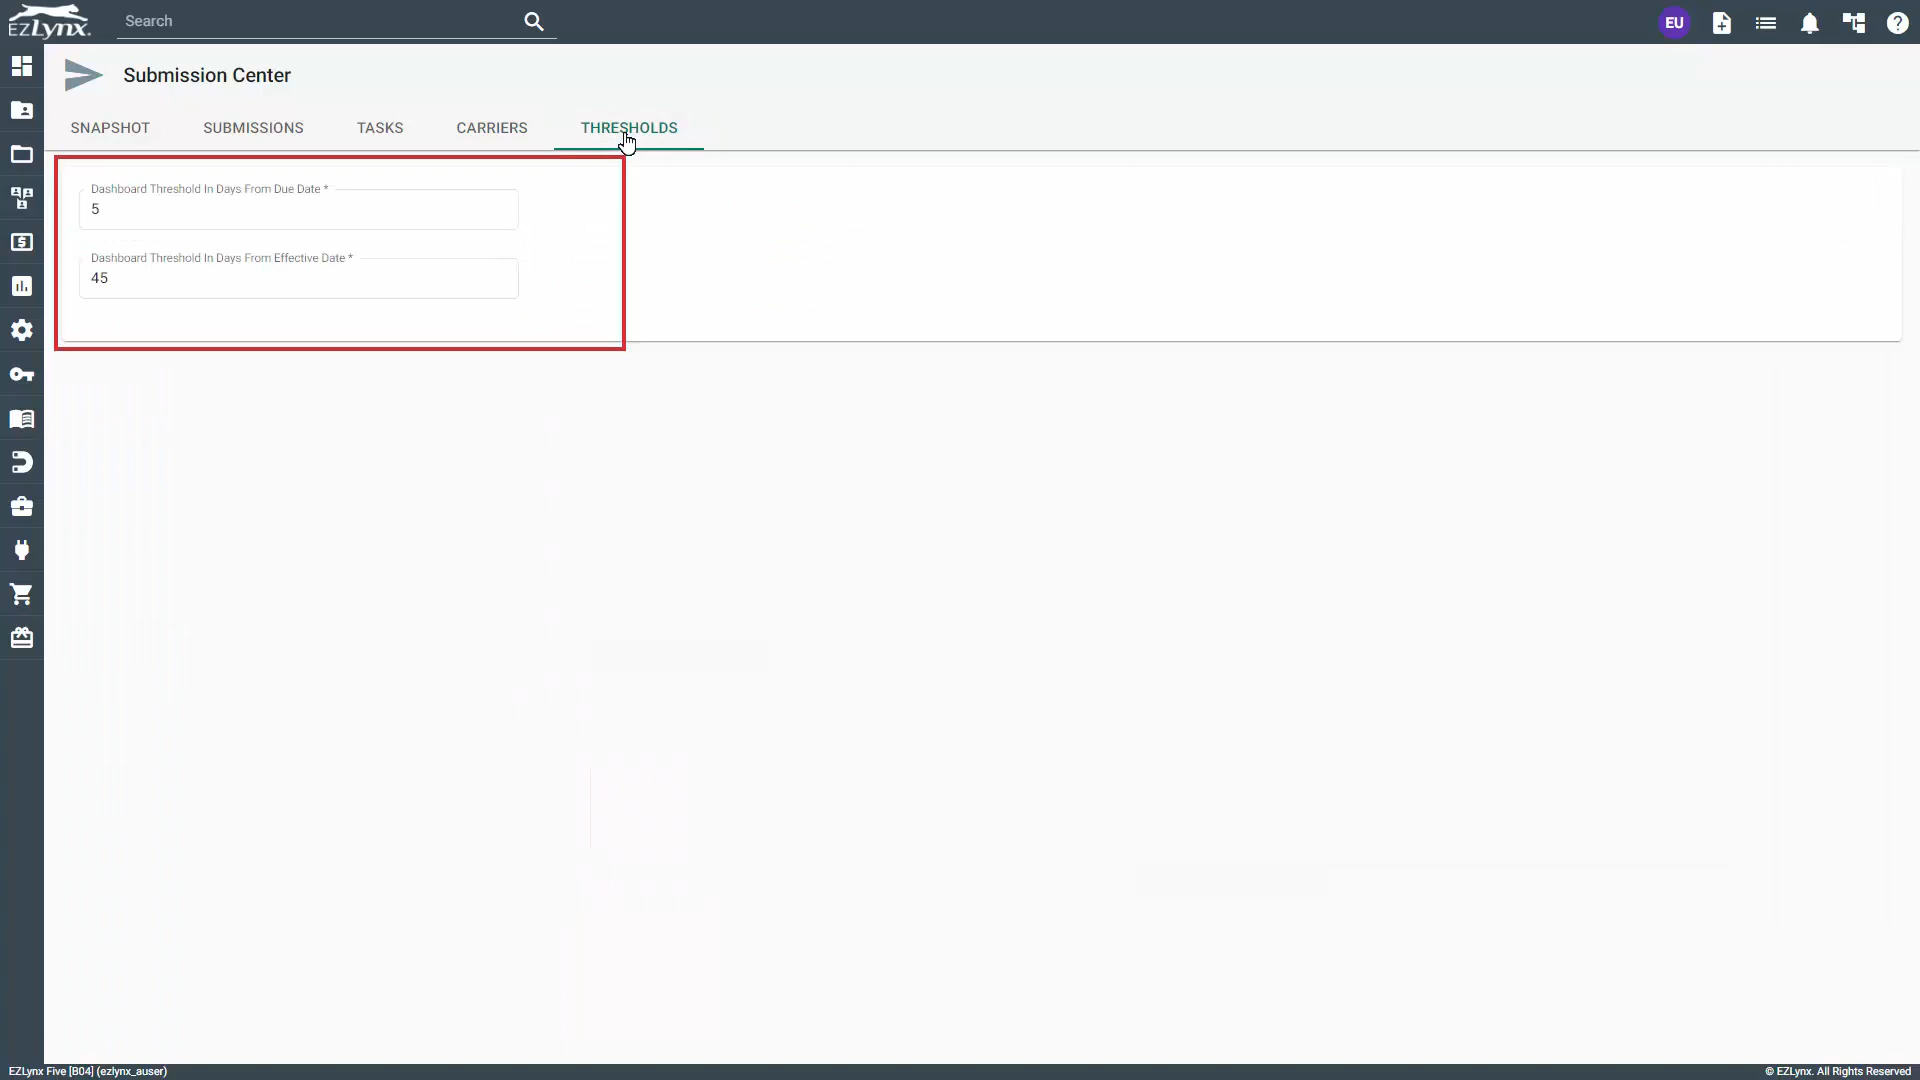 EZLynx
Search
EU
Submission Center
SNAPSHOT SUBMISSIONS TASKS CARRIERS THRESHOLDS
Dashboard Threshold In Days From Due Date *
5
Dashboard Threshold In Days From Effective Date *
45
EZLynx Five [B04] (ezlynx_auser)
© EZLynx. All Rights Reserved